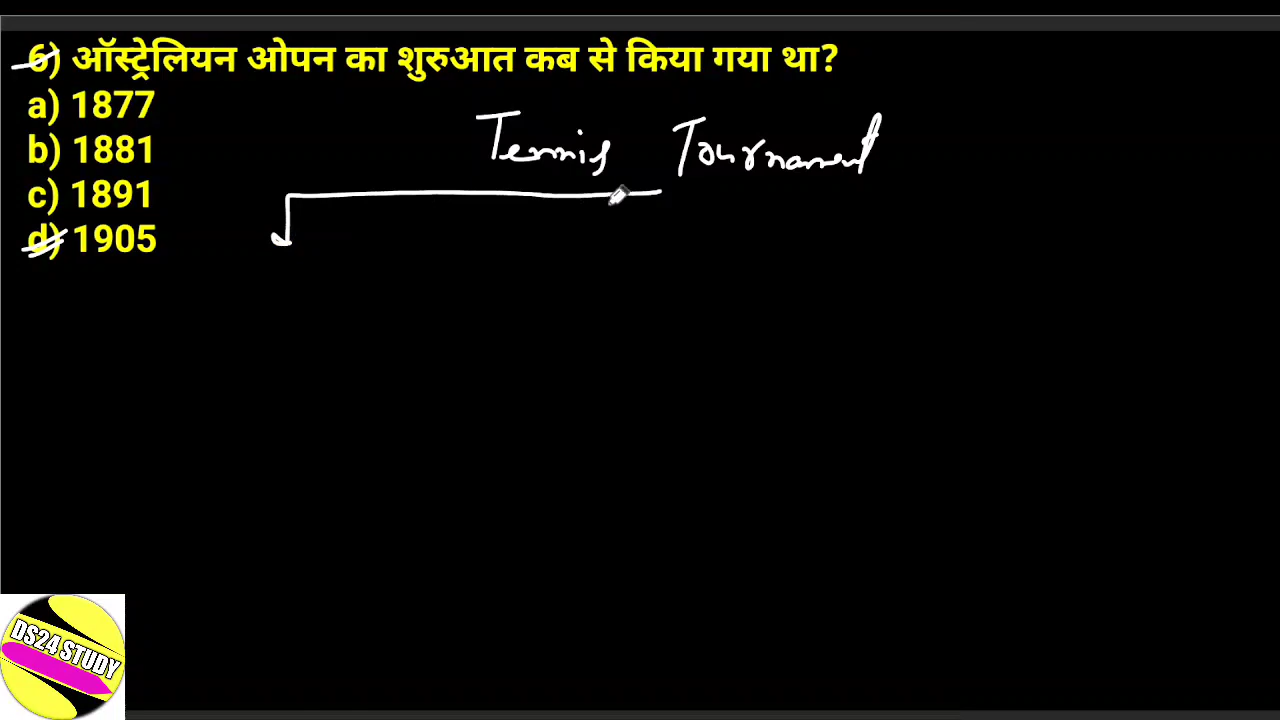 6) ऑस्ट्रेलियन ओपन का शुरुआत कब से किया गया था?
a) 1877
b) 1881
c) 1891
d) 1905
Tennis Tournament
DS24 STUDY